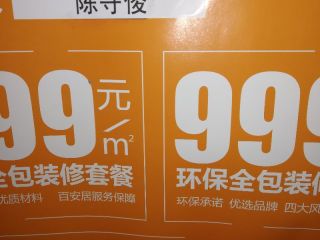 陈守俊
99元/m²
999
全包装修套餐
环保全包装修
优质材料 百安居服务保障
环保承诺 优选品牌 四大风